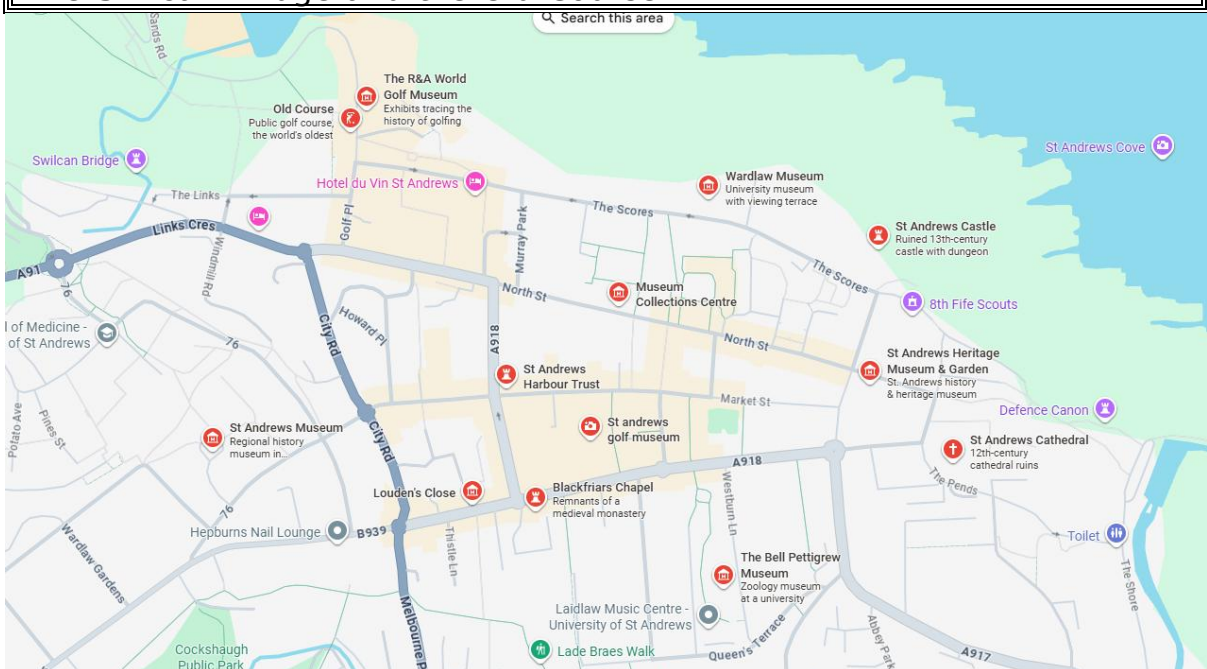 Search this area
Sands Rd
The R&A World
Golf Museum
Exhibits tracing the
history of golfing
Old Course
Public golf course,
the world's oldest
St Andrews Cove
Swilcan Bridge
Hotel du Vin St Andrews
Wardlaw Museum
University museum
with viewing terrace
The Links
The Scores
Golf Pl
Murray Park
Links Cres
Windmill Rd
St Andrews Castle
Ruined 13th-century
castle with dungeon
A91
76
The Scores
Museum
Collections Centre
North St
8th Fife Scouts
l of Medicine -
of St Andrews
Howard Pl
City Rd
A918
76
North St
St Andrews Heritage
Museum & Garden
St. Andrews history
& heritage museum
St Andrews
Harbour Trust
Market St
Defence Canon
Potato Ave
Pines St
St Andrews Museum
Regional history
museum in...
City Rd
St andrews
golf museum
St Andrews Cathedral
12th-century
cathedral ruins
A918
The Pends
Louden's Close
Blackfriars Chapel
Remnants of a
medieval monastery
Westburn Ln
76
Hepburns Nail Lounge
B939
Thistle Ln
Toilet
Wardlaw Gardens
The Bell Pettigrew
Museum
Zoology museum
at a university
The Shore
Melbourne P
Laidlaw Music Centre -
University of St Andrews
Abbey Park
Cockshaugh
Public Park
Lade Braes Walk
Queen's Terrace
A917